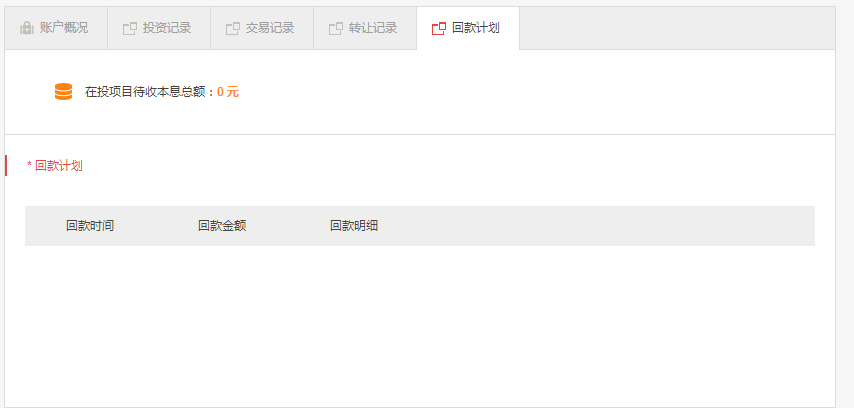 账户概况 投资记录 交易记录 转让记录 回款计划
在投项目待收本息总额：0 元
* 回款计划
回款时间 回款金额 回款明细